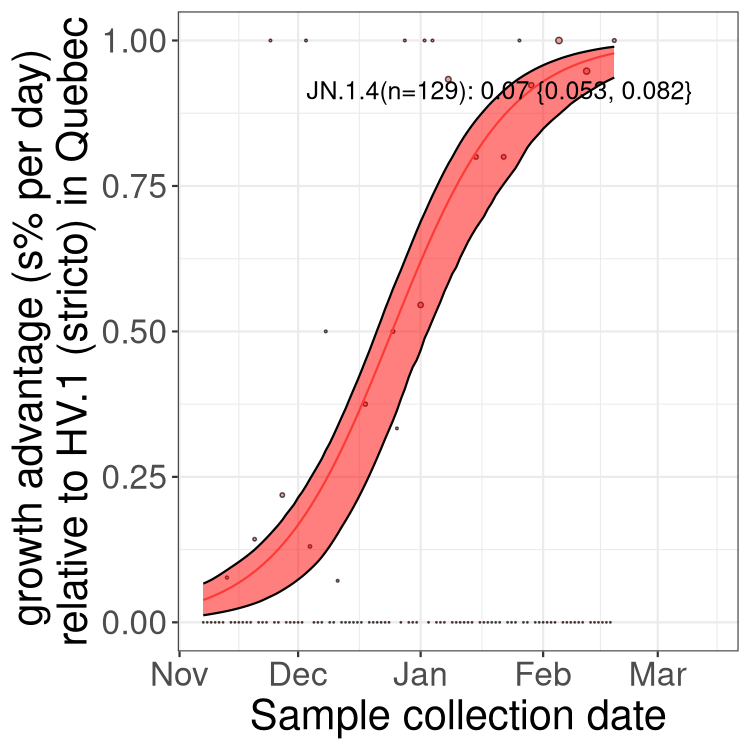 growth advantage (s% per day)
relative to HV.1 (stricto) in Quebec
1.00
0.75
0.50
0.25
0.00
JN.1.4(n=129): 0.07 {0.053, 0.082}
Nov Dec Jan Feb Mar
Sample collection date